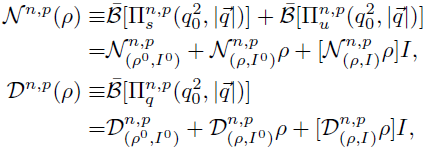 𝒩^{n,p}(ρ) ≡ℬ̄[Π_s^{n,p}(q_0^2, |q⃗|)] + ℬ̄[Π_u^{n,p}(q_0^2, |q⃗|)]
=𝒩^{n,p}_{(ρ^0,I^0)} + 𝒩^{n,p}_{(ρ,I^0)}ρ + [𝒩^{n,p}_{(ρ,I)}ρ]I,
𝒟^{n,p}(ρ) ≡ℬ̄[Π_q^{n,p}(q_0^2, |q⃗|)]
=𝒟^{n,p}_{(ρ^0,I^0)} + 𝒟^{n,p}_{(ρ,I^0)}ρ + [𝒟^{n,p}_{(ρ,I)}ρ]I,